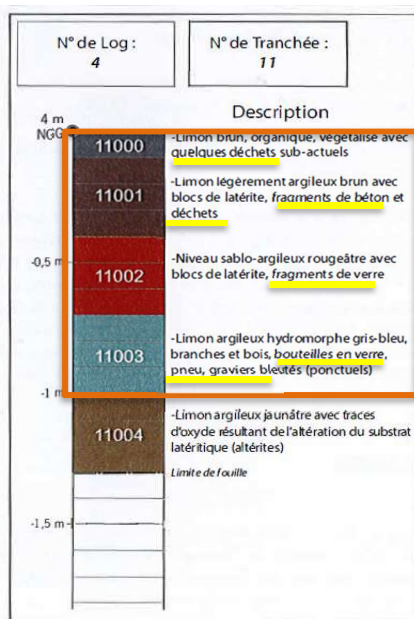 N° de Log :
4
N° de Tranchée :
11
Description
4 m
NGG
11000
-Limon brun, organique, végétalisé avec
quelques déchets sub-actuels
11001
-Limon légèrement argileux brun avec
blocs de latérite, fragments de béton et
déchets
-0,5 m
11002
-Niveau sablo-argileux rougeâtre avec
blocs de latérite, fragments de verre
11003
-Limon argileux hydromorphe gris-bleu,
branches et bois, bouteilles en verre,
pneu, graviers bleutés (ponctuels)
-1 m
11004
-Limon argileux jaunâtre avec traces
d'oxyde résultant de l'altération du substrat
latéritique (altérites)
Limite de fouille
-1,5 m